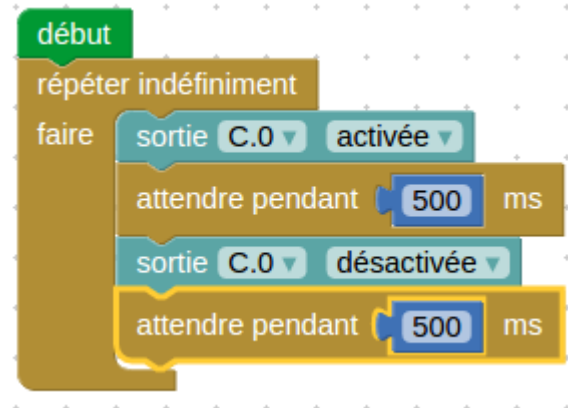 début
répéter indéfiniment
faire sortie C.0 activée
attendre pendant 500 ms
sortie C.0 désactivée
attendre pendant 500 ms